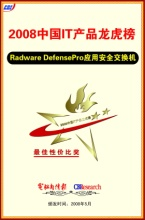 CBI
2008中国IT产品龙虎榜
Radware DefensePro应用安全交换机
最佳性价比奖
电脑商情报
CBIResearch
颁发时间：2008年5月